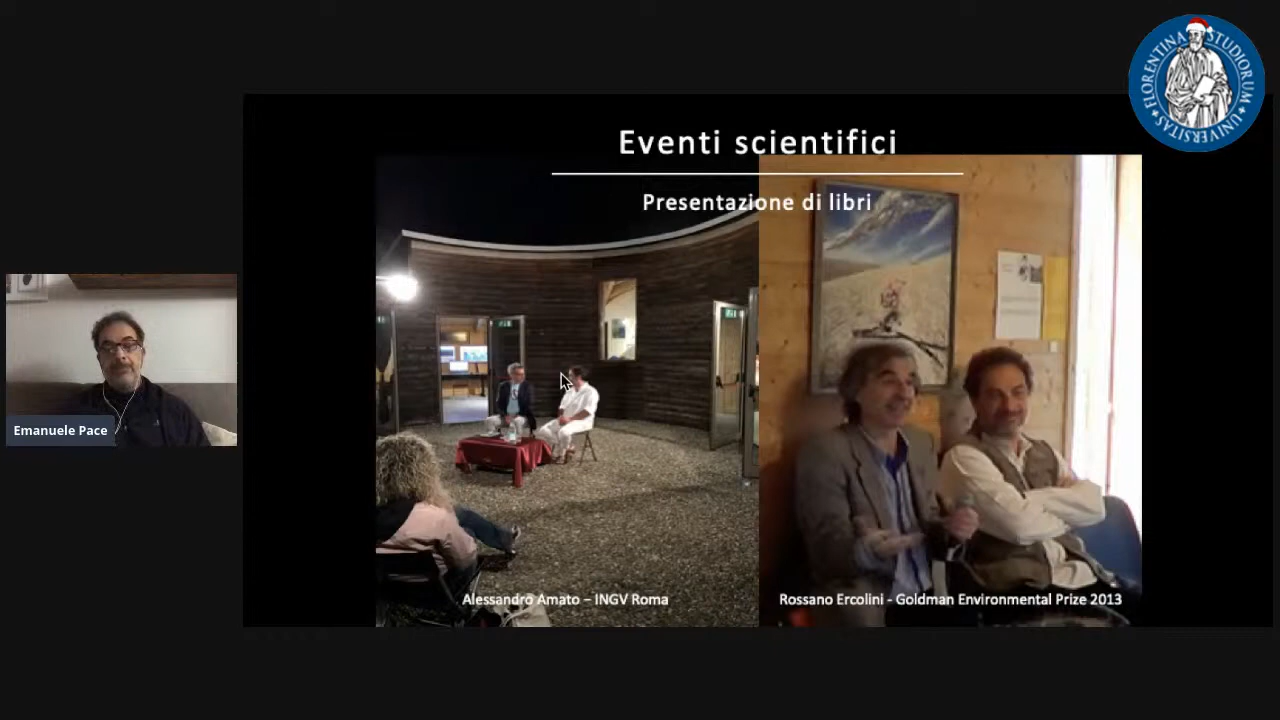 FLORENTINA STUDIORUM UNIVERSITAS
Eventi scientifici
Presentazione di libri
Emanuele Pace
Alessandro Amato – INGV Roma
Rossano Ercolini - Goldman Environmental Prize 2013